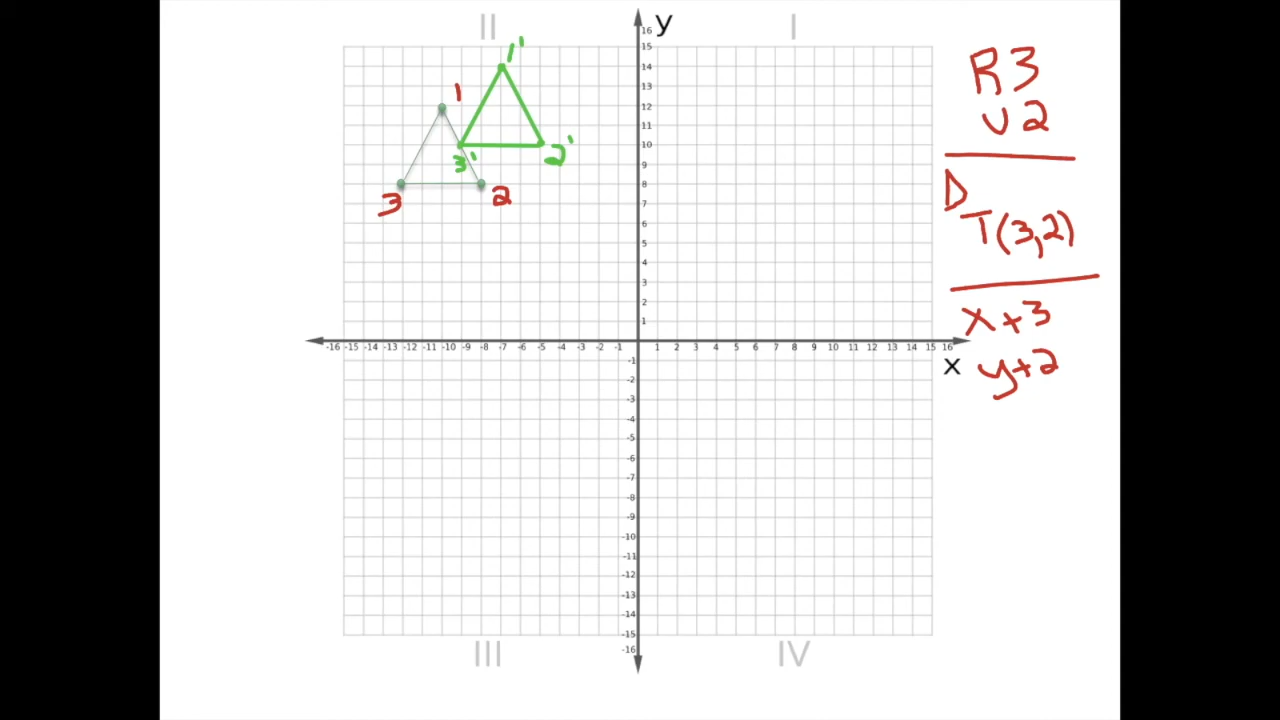 II
I
y
R3
U2
D
T(3,2)
x+3
y+2
1'
1
3'
2'
3
2
16
15
14
13
12
11
10
9
8
7
6
5
4
3
2
1
-16 -15 -14 -13 -12 -11 -10 -9 -8 -7 -6 -5 -4 -3 -2 -1 1 2 3 4 5 6 7 8 9 10 11 12 13 14 15 16
x
-1
-2
-3
-4
-5
-6
-7
-8
-9
-10
-11
-12
-13
-14
-15
-16
III
IV